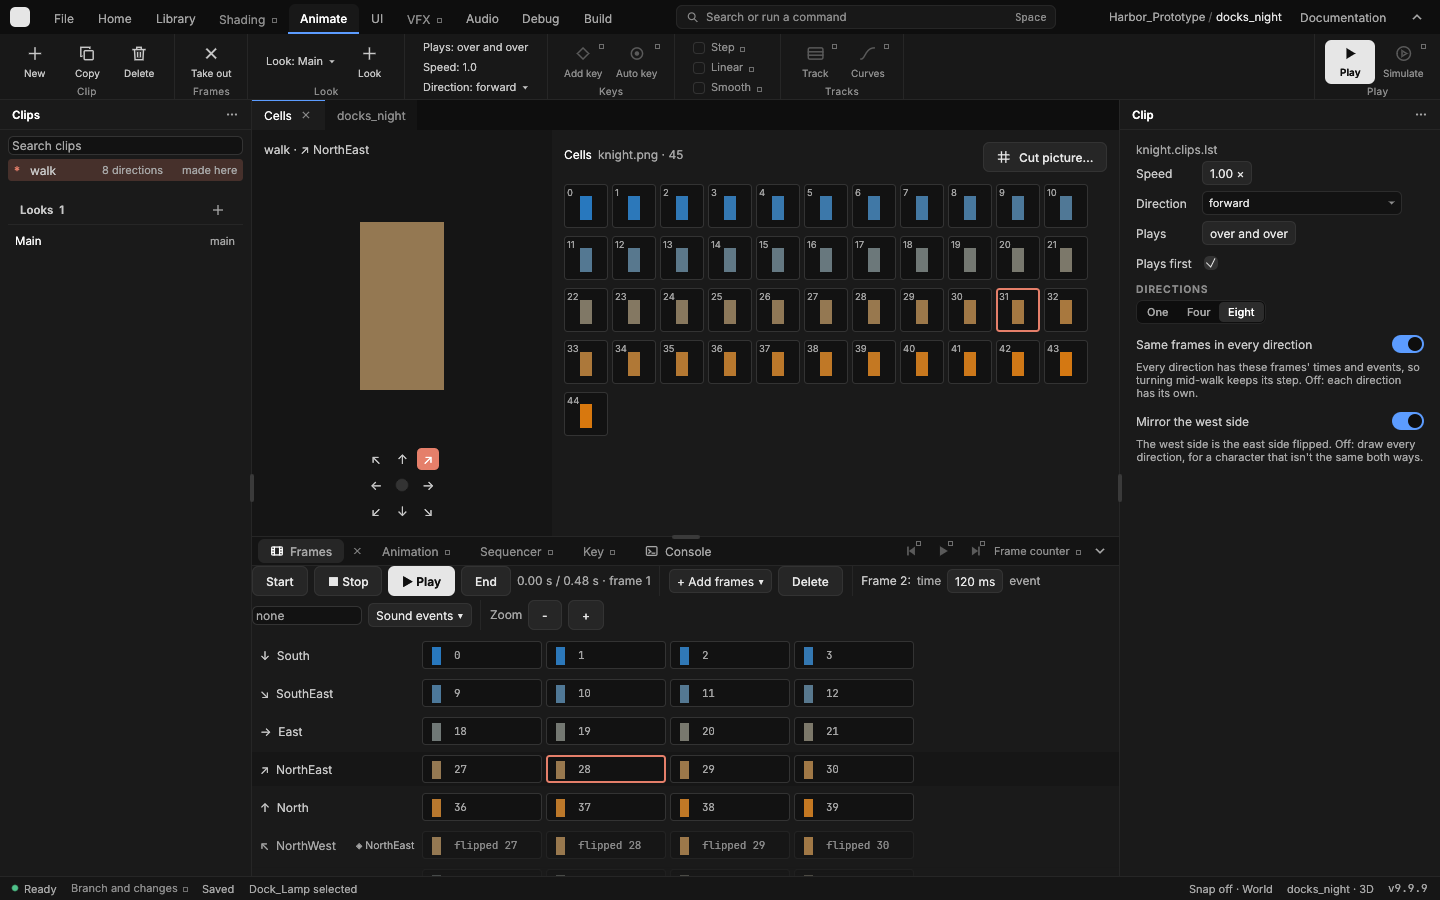 File Home Library Shading Animate UI VFX Audio Debug Build Search or run a command Space Harbor_Prototype / docks_night Documentation
New Copy Delete Clip
Take out Frames
Look: Main Look Look
Plays: over and over
Speed: 1.0
Direction: forward
Add key Auto key Keys
Step
Linear
Smooth
Track Curves Tracks
Play Simulate Play
Clips
Search clips
* walk 8 directions made here
Looks 1
Main main
Cells docks_night
walk · ↗ NorthEast
Cells knight.png · 45 Cut picture...
0 1 2 3 4 5 6 7 8 9 10
11 12 13 14 15 16 17 18 19 20 21
22 23 24 25 26 27 28 29 30 31 32
33 34 35 36 37 38 39 40 41 42 43
44
Clip
knight.clips.lst
Speed 1.00 ×
Direction forward
Plays over and over
Plays first
DIRECTIONS
One Four Eight
Same frames in every direction
Every direction has these frames' times and events, so
turning mid-walk keeps its step. Off: each direction
has its own.
Mirror the west side
The west side is the east side flipped. Off: draw every
direction, for a character that isn't the same both ways.
Frames Animation Sequencer Key Console Frame counter
Start Stop Play End 0.00 s / 0.48 s · frame 1 + Add frames Delete Frame 2: time 120 ms event
none Sound events Zoom - +
↓ South 0 1 2 3
↘ SouthEast 9 10 11 12
→ East 18 19 20 21
↗ NorthEast 27 28 29 30
↑ North 36 37 38 39
↖ NorthWest ◆ NorthEast flipped 27 flipped 28 flipped 29 flipped 30
Ready Branch and changes Saved Dock_Lamp selected Snap off · World docks_night · 3D v9.9.9